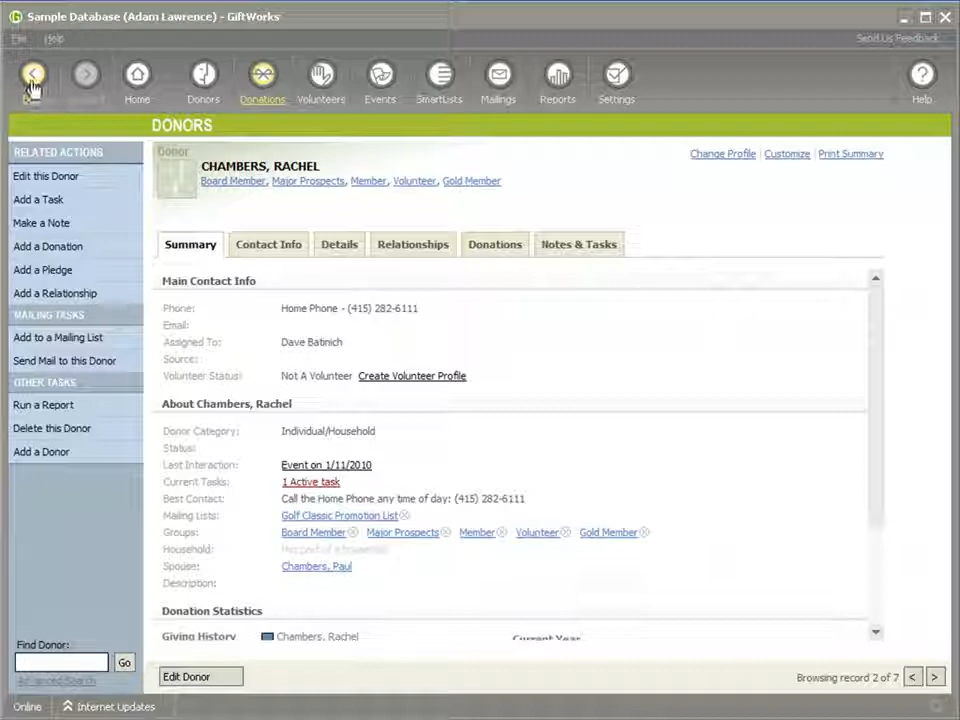 Sample Database (Adam Lawrence) - GiftWorks
File Help Send Us Feedback
Home Donors Donations Volunteers Events SmartLists Mailings Reports Settings Help
DONORS
RELATED ACTIONS
Edit this Donor
Add a Task
Make a Note
Add a Donation
Add a Pledge
Add a Relationship
MAILING TASKS
Add to a Mailing List
Send Mail to this Donor
OTHER TASKS
Run a Report
Delete this Donor
Add a Donor
Find Donor:
Go
Advanced Search
Donor
CHAMBERS, RACHEL
Board Member, Major Prospects, Member, Volunteer, Gold Member
Change Profile | Customize | Print Summary
Summary Contact Info Details Relationships Donations Notes & Tasks
Main Contact Info
Phone: Home Phone - (415) 282-6111
Email:
Assigned To: Dave Batinich
Source:
Volunteer Status: Not A Volunteer Create Volunteer Profile
About Chambers, Rachel
Donor Category: Individual/Household
Status:
Last Interaction: Event on 1/11/2010
Current Tasks: 1 Active task
Best Contact: Call the Home Phone any time of day: (415) 282-6111
Mailing Lists: Golf Classic Promotion List
Groups: Board Member Major Prospects Member Volunteer Gold Member
Household: Not part of a household
Spouse: Chambers, Paul
Description:
Donation Statistics
Giving History Chambers, Rachel Current Year
Edit Donor
Browsing record 2 of 7 < >
Online Internet Updates